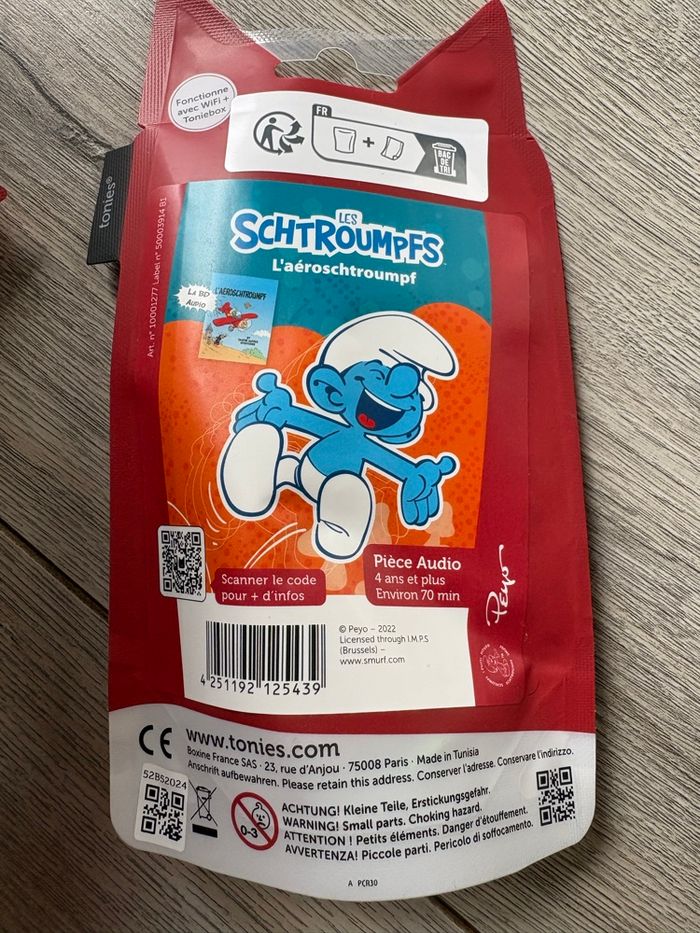 Fonctionne
avec WiFi +
Toniebox
FR
+
BAC
DE
TRI
tonies®
Art. n° 10001277 Label n° 50003914 B1
LES
SCHTROUMPFS
L'aéroschtroumpf
LA BD
AUDIO
L'AÉROSCHTROUMPF
Scanner le code
pour + d'infos
Pièce Audio
4 ans et plus
Environ 70 min
Peyo
© Peyo – 2022
Licensed through I.M.P.S
(Brussels) –
www.smurf.com
4 251192 125439
CE
www.tonies.com
Boxine France SAS · 23, rue d'Anjou · 75008 Paris · Made in Tunisia
Anschrift aufbewahren. Please retain this address. Conserver l'adresse. Conservare l'indirizzo.
52BS2024
0-3
ACHTUNG! Kleine Teile, Erstickungsgefahr.
WARNING! Small parts. Choking hazard.
ATTENTION ! Petits éléments. Danger d'étouffement.
AVVERTENZA! Piccole parti. Pericolo di soffocamento.
A PCR30